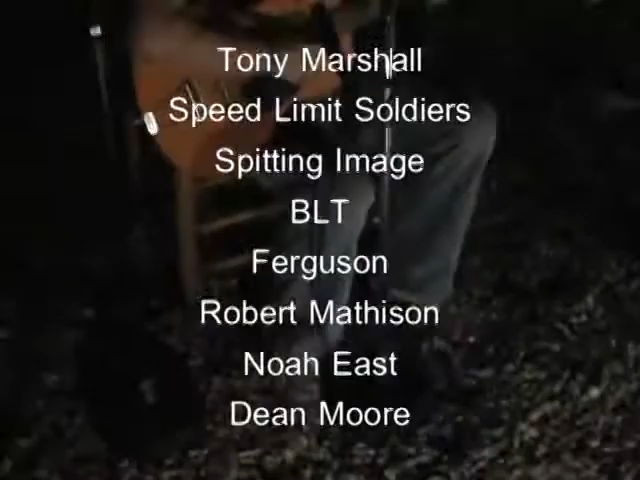 Tony Marshall
Speed Limit Soldiers
Spitting Image
BLT
Ferguson
Robert Mathison
Noah East
Dean Moore